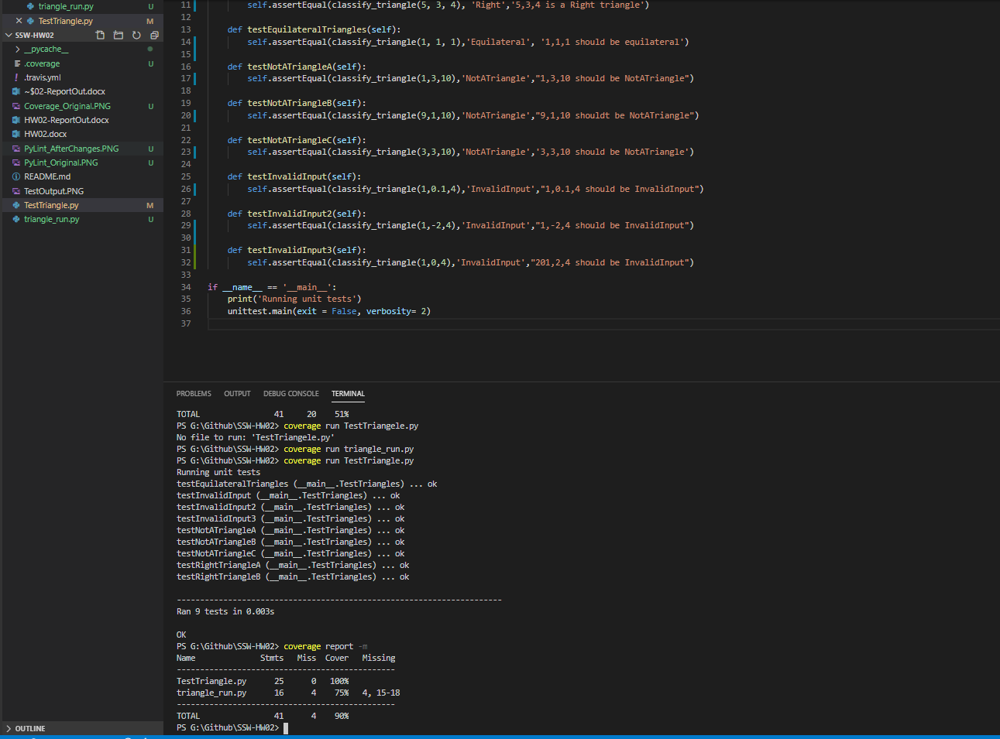 triangle_run.py U
TestTriangle.py M
SSW-HW02
__pycache__
.coverage U
.travis.yml
~$02-ReportOut.docx
Coverage_Original.PNG U
HW02-ReportOut.docx
HW02.docx
PyLint_AfterChanges.PNG U
PyLint_Original.PNG U
README.md
TestOutput.PNG
TestTriangle.py M
triangle_run.py U
OUTLINE
11 self.assertEqual(classify_triangle(5, 3, 4), 'Right','5,3,4 is a Right triangle')
12
13 def testEquilateralTriangles(self):
14 self.assertEqual(classify_triangle(1, 1, 1),'Equilateral', '1,1,1 should be equilateral')
15
16 def testNotATriangleA(self):
17 self.assertEqual(classify_triangle(1,3,10),'NotATriangle',"1,3,10 should be NotATriangle")
18
19 def testNotATriangleB(self):
20 self.assertEqual(classify_triangle(9,1,10),'NotATriangle',"9,1,10 shouldt be NotATriangle")
21
22 def testNotATriangleC(self):
23 self.assertEqual(classify_triangle(3,3,10),'NotATriangle','3,3,10 should be NotATriangle')
24
25 def testInvalidInput(self):
26 self.assertEqual(classify_triangle(1,0.1,4),'InvalidInput',"1,0.1,4 should be InvalidInput")
27
28 def testInvalidInput2(self):
29 self.assertEqual(classify_triangle(1,-2,4),'InvalidInput',"1,-2,4 should be InvalidInput")
30
31 def testInvalidInput3(self):
32 self.assertEqual(classify_triangle(1,0,4),'InvalidInput',"201,2,4 should be InvalidInput")
33
34 if __name__ == '__main__':
35 print('Running unit tests')
36 unittest.main(exit = False, verbosity= 2)
37
PROBLEMS OUTPUT DEBUG CONSOLE TERMINAL
TOTAL 41 20 51%
PS G:\Github\SSW-HW02> coverage run TestTriangele.py
No file to run: 'TestTriangele.py'
PS G:\Github\SSW-HW02> coverage run triangle_run.py
PS G:\Github\SSW-HW02> coverage run TestTriangle.py
Running unit tests
testEquilateralTriangles (__main__.TestTriangles) ... ok
testInvalidInput (__main__.TestTriangles) ... ok
testInvalidInput2 (__main__.TestTriangles) ... ok
testInvalidInput3 (__main__.TestTriangles) ... ok
testNotATriangleA (__main__.TestTriangles) ... ok
testNotATriangleB (__main__.TestTriangles) ... ok
testNotATriangleC (__main__.TestTriangles) ... ok
testRightTriangleA (__main__.TestTriangles) ... ok
testRightTriangleB (__main__.TestTriangles) ... ok
----------------------------------------------------------------------
Ran 9 tests in 0.003s
OK
PS G:\Github\SSW-HW02> coverage report -m
Name Stmts Miss Cover Missing
-----------------------------------------------
TestTriangle.py 25 0 100%
triangle_run.py 16 4 75% 4, 15-18
-----------------------------------------------
TOTAL 41 4 90%
PS G:\Github\SSW-HW02>